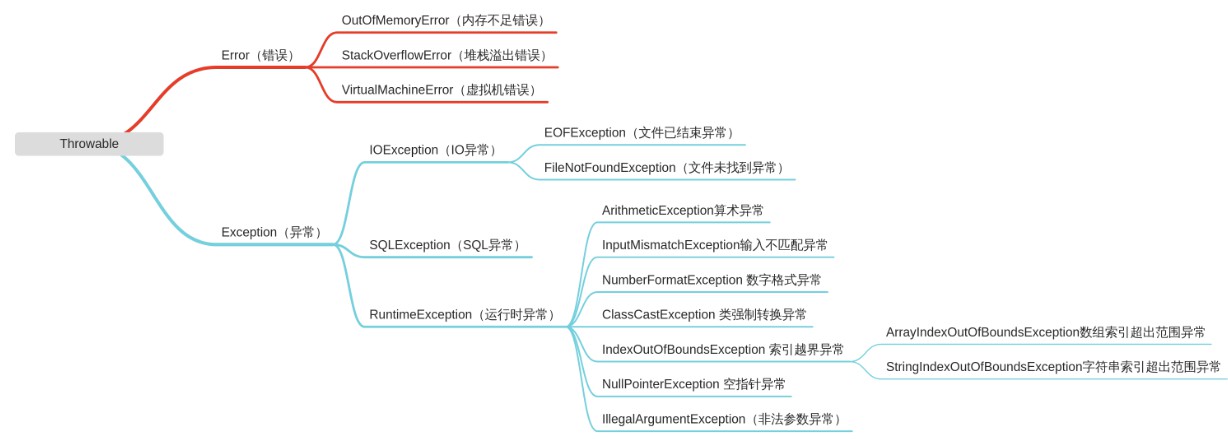 Throwable
Error（错误）
OutOfMemoryError（内存不足错误）
StackOverflowError（堆栈溢出错误）
VirtualMachineError（虚拟机错误）
Exception（异常）
IOException（IO异常）
EOFException（文件已结束异常）
FileNotFoundException（文件未找到异常）
SQLException（SQL异常）
RuntimeException（运行时异常）
ArithmeticException算术异常
InputMismatchException输入不匹配异常
NumberFormatException 数字格式异常
ClassCastException 类强制转换异常
IndexOutOfBoundsException 索引越界异常
ArrayIndexOutOfBoundsException数组索引超出范围异常
StringIndexOutOfBoundsException字符串索引超出范围异常
NullPointerException 空指针异常
IllegalArgumentException（非法参数异常）